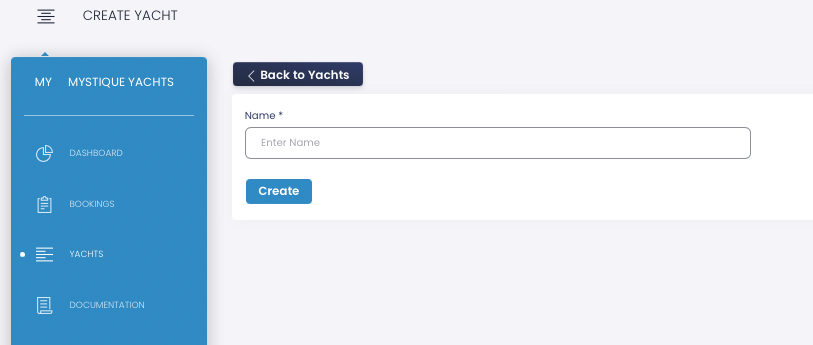 CREATE YACHT
MY MYSTIQUE YACHTS
DASHBOARD
BOOKINGS
YACHTS
DOCUMENTATION
Back to Yachts
Name *
Enter Name
Create